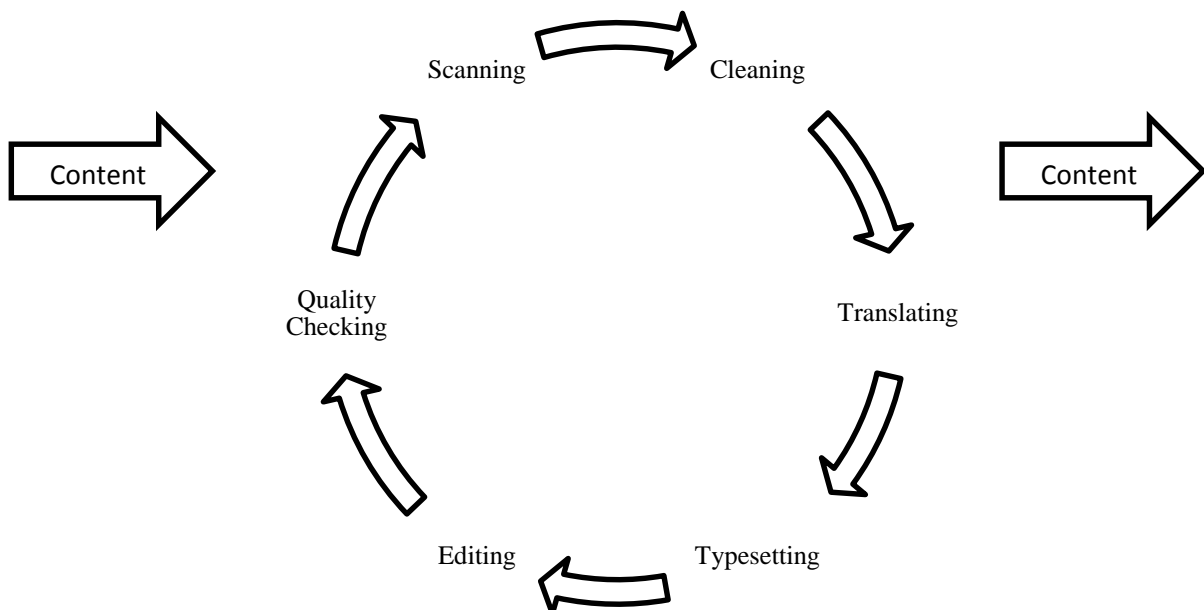 Scanning
Cleaning
Content
Content
Quality
Checking
Translating
Editing
Typesetting